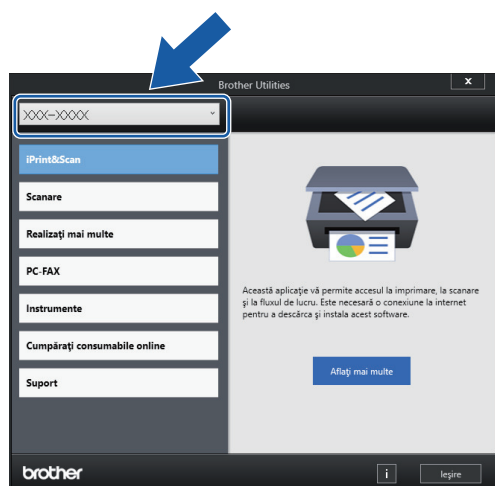 Brother Utilities
X
XXX-XXXX
iPrint&Scan
Scanare
Realizați mai multe
PC-FAX
Instrumente
Cumpărați consumabile online
Suport
Această aplicaţie vă permite accesul la imprimare, la scanare
şi la fluxul de lucru. Este necesară o conexiune la internet
pentru a descărca şi instala acest software.
Aflaţi mai multe
brother
i
Ieşire